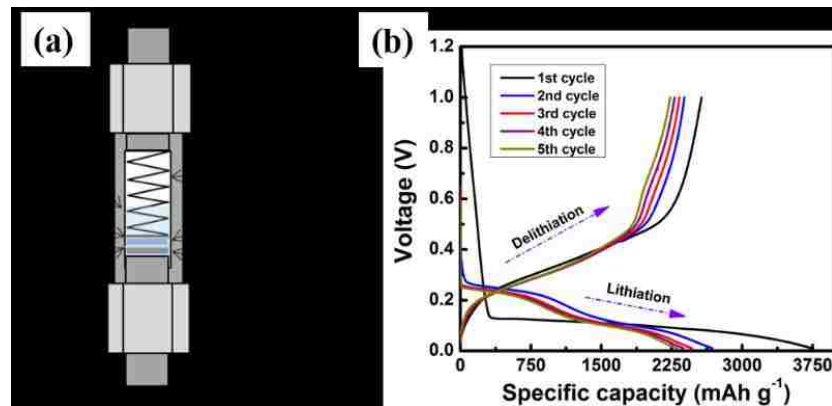 (a)
(b)
1.2
1.0
0.8
0.6
0.4
0.2
0.0
Voltage (V)
1st cycle
2nd cycle
3rd cycle
4th cycle
5th cycle
Delithiation
Lithiation
0 750 1500 2250 3000 3750
Specific capacity (mAh g⁻¹)